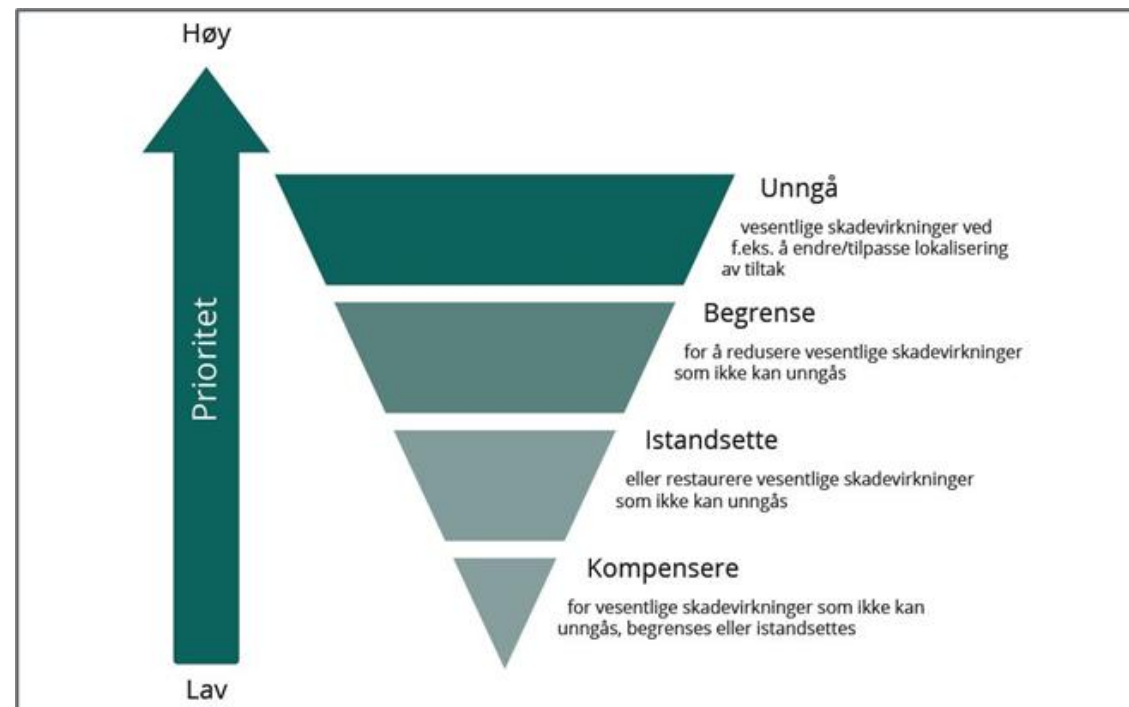 Høy
Prioritet
Unngå
vesentlige skadevirkninger ved
f.eks. å endre/tilpasse lokalisering
av tiltak
Begrense
for å redusere vesentlige skadevirkninger
som ikke kan unngås
Istandsette
eller restaurere vesentlige skadevirkninger
som ikke kan unngås
Kompensere
for vesentlige skadevirkninger som ikke kan
unngås, begrenses eller istandsettes
Lav